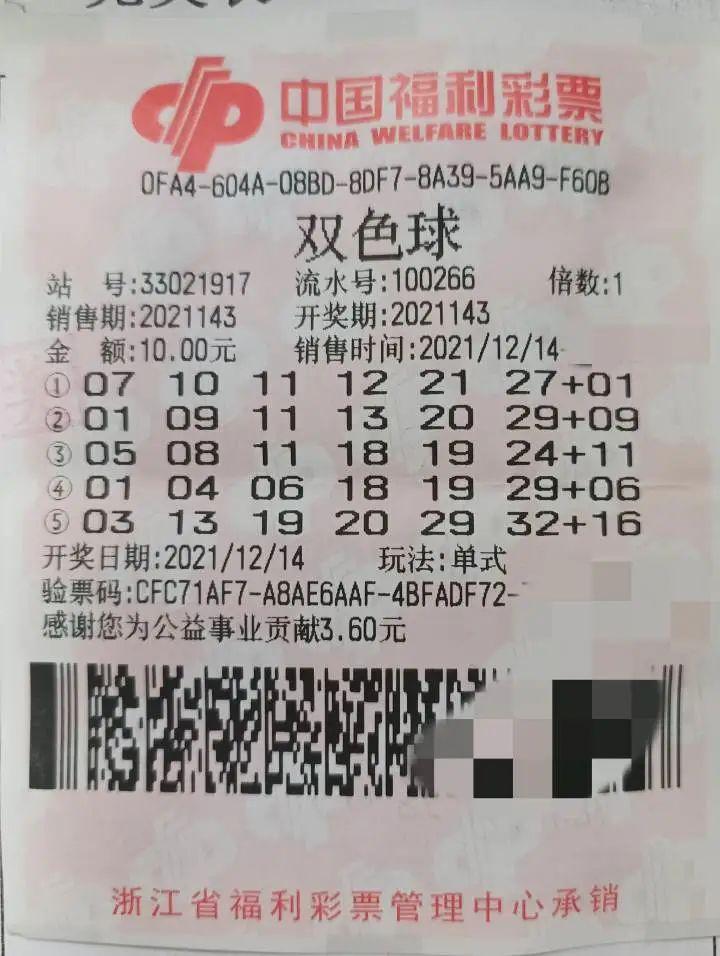 中国福利彩票
CHINA WELFARE LOTTERY
0FA4-604A-08BD-8DF7-8A39-5AA9-F60B
双色球
站 号:33021917 流水号:100266 倍数:1
销售期:2021143 开奖期:2021143
金 额:10.00元 销售时间:2021/12/14-
① 07 10 11 12 21 27+01
② 01 09 11 13 20 29+09
③ 05 08 11 18 19 24+11
④ 01 04 06 18 19 29+06
⑤ 03 13 19 20 29 32+16
开奖日期:2021/12/14 玩法:单式
验票码:CFC71AF7-A8AE6AAF-4BFADF72-
感谢您为公益事业贡献3.60元
浙江省福利彩票管理中心承销